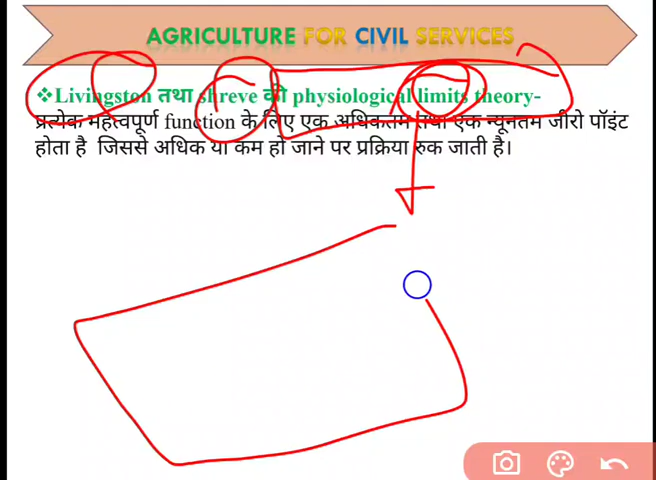 AGRICULTURE FOR CIVIL SERVICES
❖Livingston तथा shreve की physiological limits theory-
प्रत्येक महत्वपूर्ण function के लिए एक अधिकतम तथा एक न्यूनतम जीरो पॉइंट
होता है जिससे अधिक या कम हो जाने पर प्रक्रिया रुक जाती है।